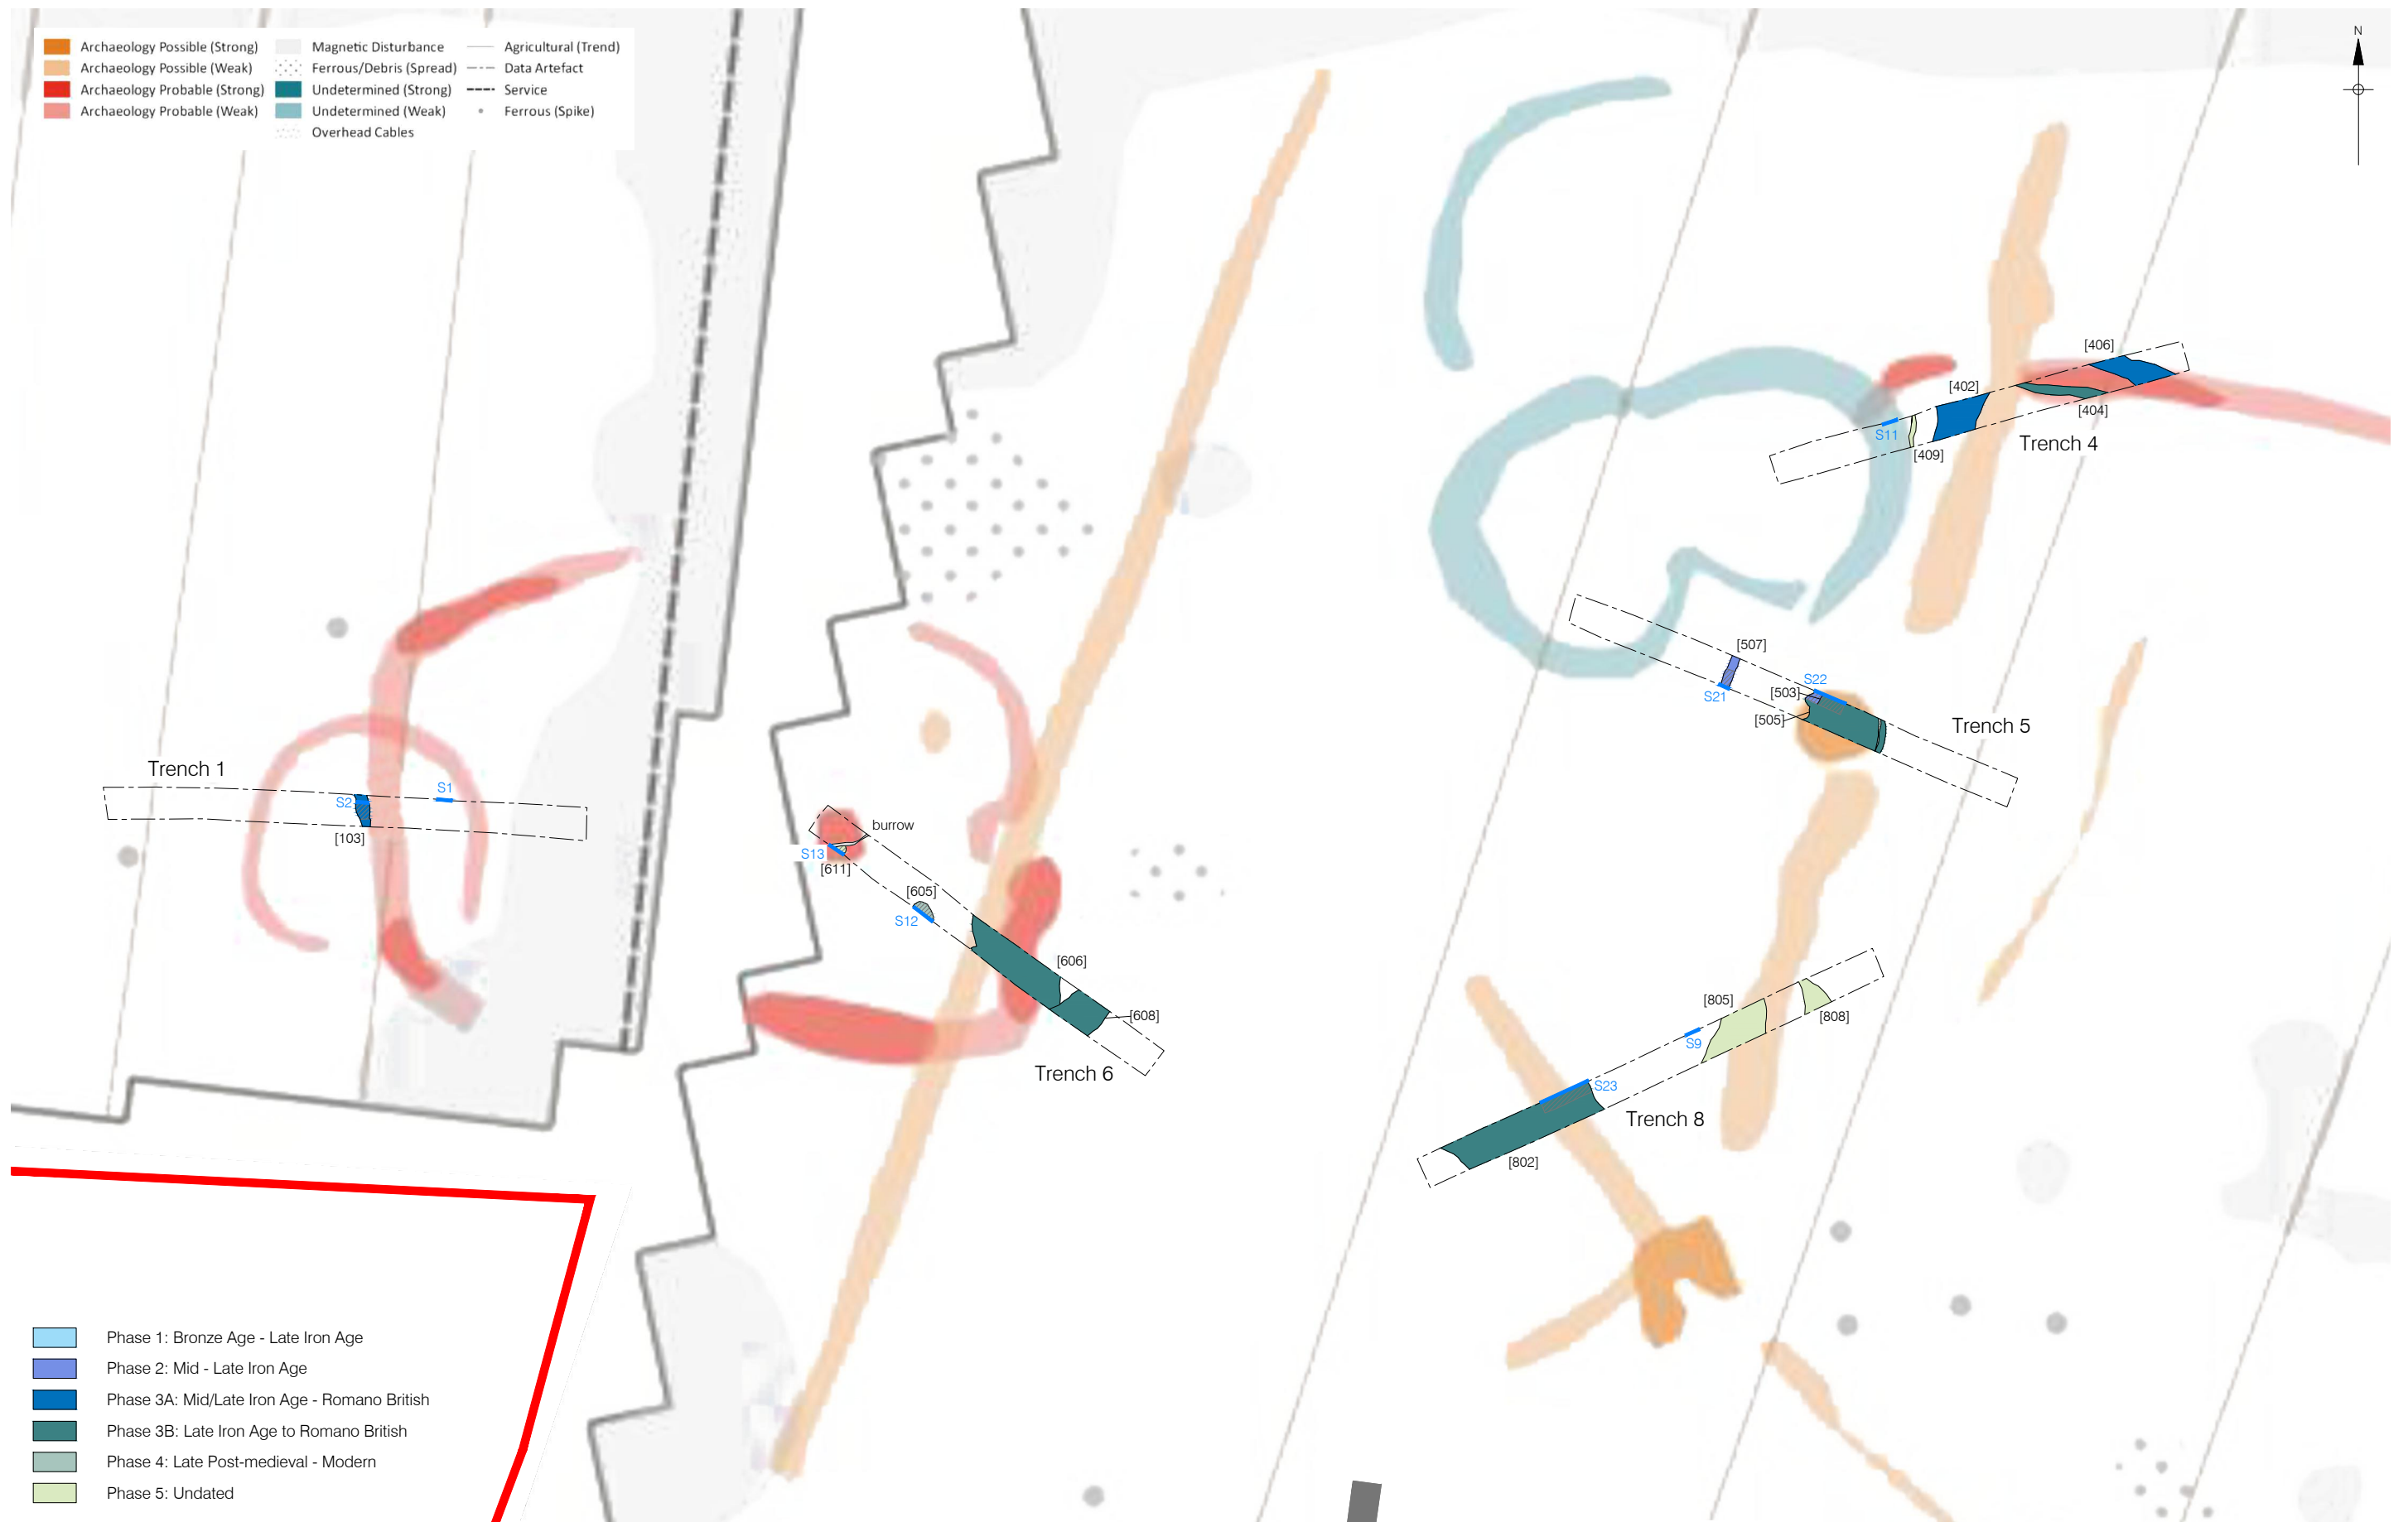 Archaeology Possible (Strong)
Archaeology Possible (Weak)
Archaeology Probable (Strong)
Archaeology Probable (Weak)
Magnetic Disturbance
Ferrous/Debris (Spread)
Undetermined (Strong)
Undetermined (Weak)
Overhead Cables
Agricultural (Trend)
Data Artefact
Service
Ferrous (Spike)
N
[406]
[402]
[404]
S11
[409]
Trench 4
[507]
S22
[503]
S21
[505]
Trench 5
Trench 1
S1
S2
[103]
burrow
S13
[611]
[605]
S12
[606]
[608]
Trench 6
[805]
[808]
S9
S23
Trench 8
[802]
Phase 1: Bronze Age - Late Iron Age
Phase 2: Mid - Late Iron Age
Phase 3A: Mid/Late Iron Age - Romano British
Phase 3B: Late Iron Age to Romano British
Phase 4: Late Post-medieval - Modern
Phase 5: Undated